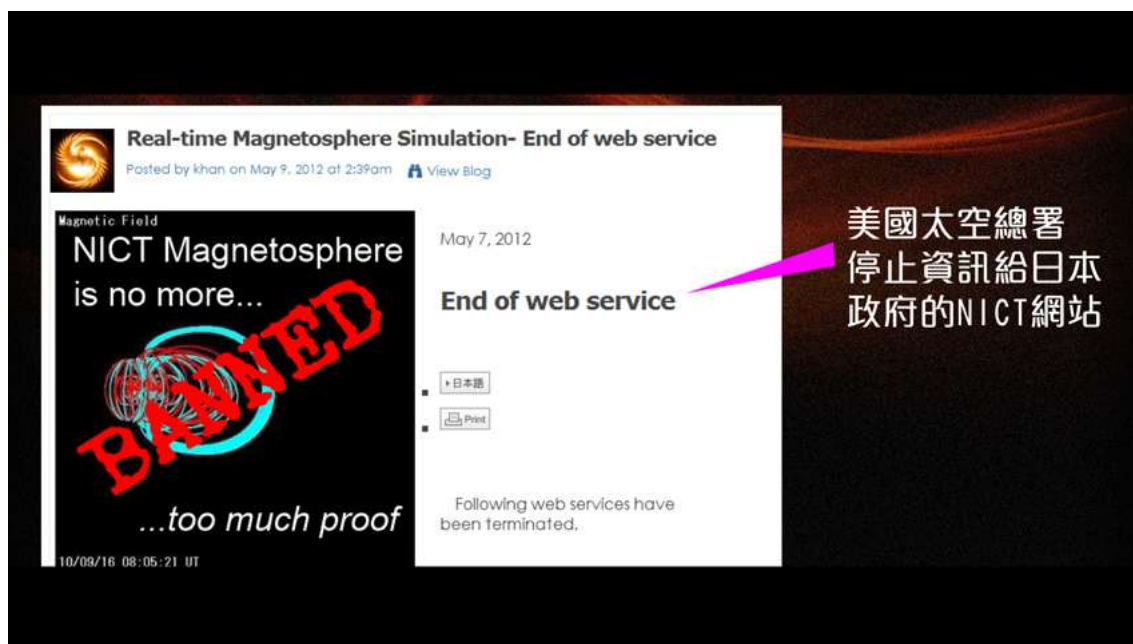 Real-time Magnetosphere Simulation- End of web service
Posted by khan on May 9, 2012 at 2:39am View Blog
Magnetic Field
NICT Magnetosphere
is no more...
BANNED
...too much proof
10/09/16 08:05:21 UT
May 7, 2012
End of web service
日本語
Print
Following web services have
been terminated.
美國太空總署
停止資訊給日本
政府的NICT網站